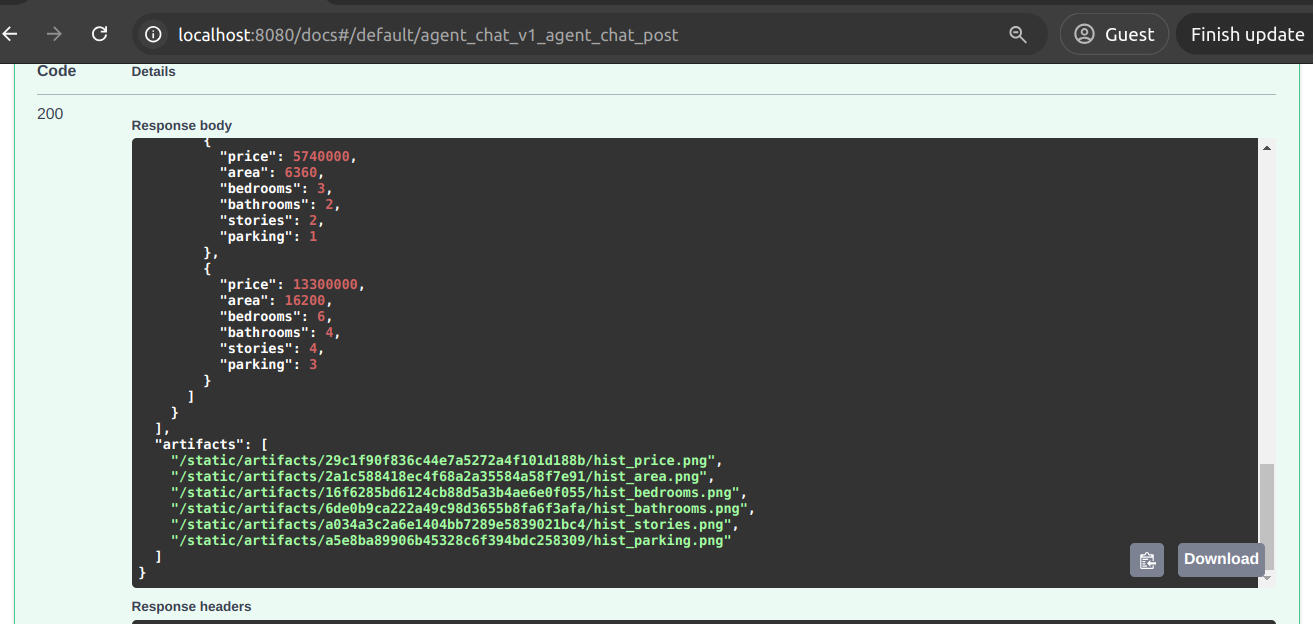 localhost:8080/docs#/default/agent_chat_v1_agent_chat_post
Guest
Finish update
Code
Details
200
Response body
{
"price": 5740000,
"area": 6360,
"bedrooms": 3,
"bathrooms": 2,
"stories": 2,
"parking": 1
},
{
"price": 13300000,
"area": 16200,
"bedrooms": 6,
"bathrooms": 4,
"stories": 4,
"parking": 3
}
]
}
],
"artifacts": [
"/static/artifacts/29c1f90f836c44e7a5272a4f101d188b/hist_price.png",
"/static/artifacts/2a1c588418ec4f68a2a35584a58f7e91/hist_area.png",
"/static/artifacts/16f6285bd6124cb88d5a3b4ae6e0f055/hist_bedrooms.png",
"/static/artifacts/6de0b9ca222a49c98d3655b8fa6f3afa/hist_bathrooms.png",
"/static/artifacts/a034a3c2a6e1404bb7289e5839021bc4/hist_stories.png",
"/static/artifacts/a5e8ba89906b45328c6f394bdc258309/hist_parking.png"
]
}
Download
Response headers